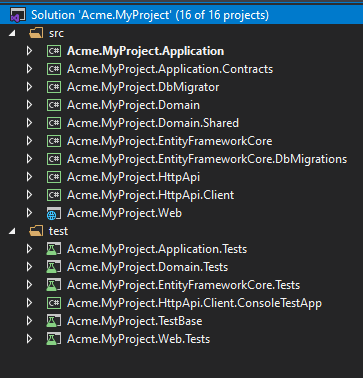 Solution 'Acme.MyProject' (16 of 16 projects)
src
C# Acme.MyProject.Application
C# Acme.MyProject.Application.Contracts
C# Acme.MyProject.DbMigrator
C# Acme.MyProject.Domain
C# Acme.MyProject.Domain.Shared
C# Acme.MyProject.EntityFrameworkCore
C# Acme.MyProject.EntityFrameworkCore.DbMigrations
C# Acme.MyProject.HttpApi
C# Acme.MyProject.HttpApi.Client
Acme.MyProject.Web
test
Acme.MyProject.Application.Tests
Acme.MyProject.Domain.Tests
Acme.MyProject.EntityFrameworkCore.Tests
C# Acme.MyProject.HttpApi.Client.ConsoleTestApp
Acme.MyProject.TestBase
Acme.MyProject.Web.Tests